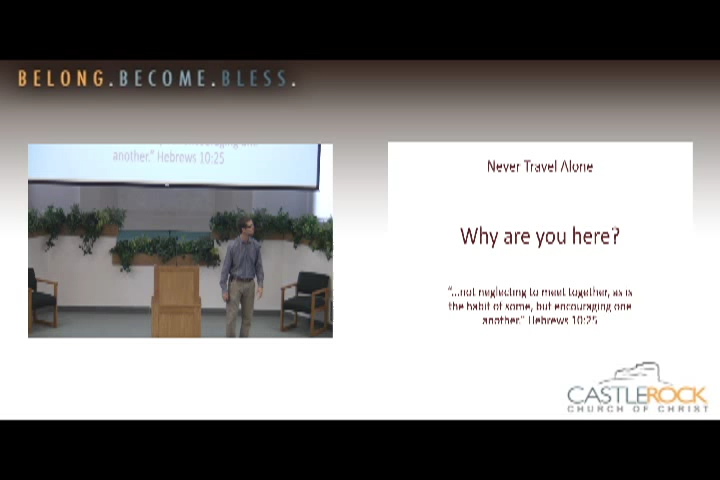 BELONG.BECOME.BLESS.
another." Hebrews 10:25
Never Travel Alone
Why are you here?
"...not neglecting to meet together, as is
the habit of some, but encouraging one
another." Hebrews 10:25
CASTLEROCK
CHURCH OF CHRIST